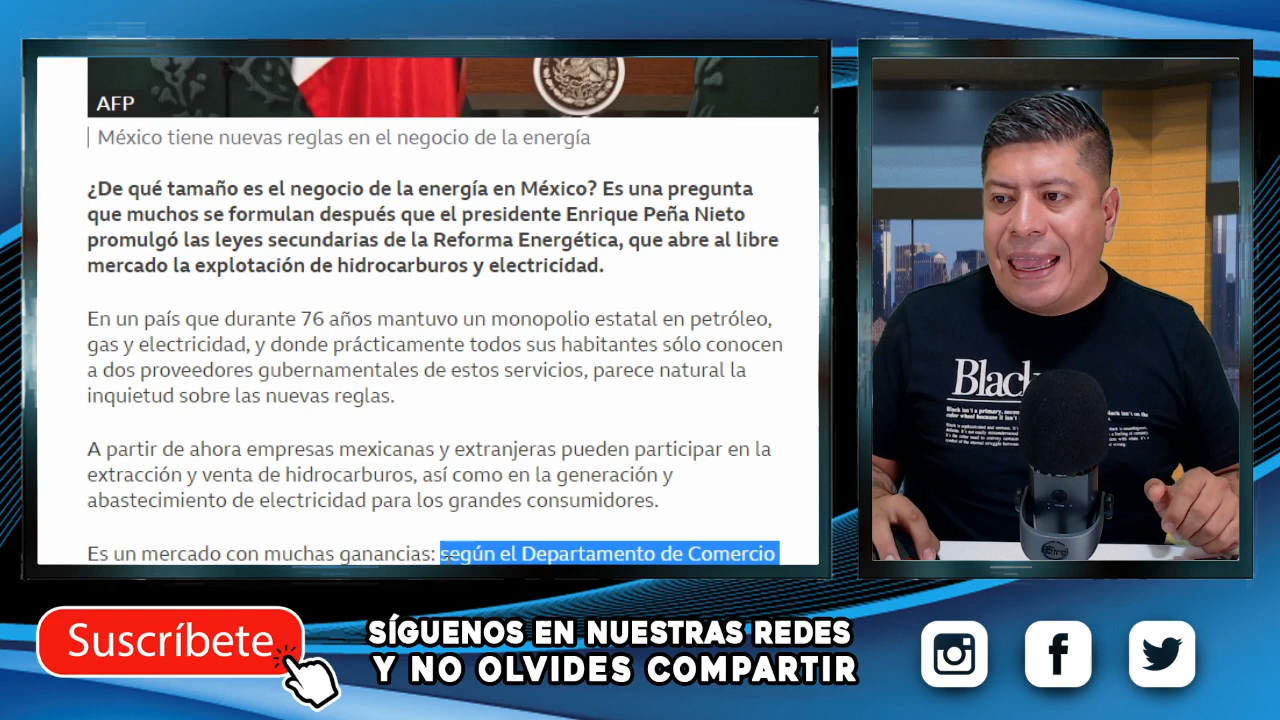 AFP
México tiene nuevas reglas en el negocio de la energía
¿De qué tamaño es el negocio de la energía en México? Es una pregunta
que muchos se formulan después que el presidente Enrique Peña Nieto
promulgó las leyes secundarias de la Reforma Energética, que abre al libre
mercado la explotación de hidrocarburos y electricidad.
En un país que durante 76 años mantuvo un monopolio estatal en petróleo,
gas y electricidad, y donde prácticamente todos sus habitantes sólo conocen
a dos proveedores gubernamentales de estos servicios, parece natural la
inquietud sobre las nuevas reglas.
A partir de ahora empresas mexicanas y extranjeras pueden participar en la
extracción y venta de hidrocarburos, así como en la generación y
abastecimiento de electricidad para los grandes consumidores.
Es un mercado con muchas ganancias: según el Departamento de Comercio
Black
Suscríbete
SÍGUENOS EN NUESTRAS REDES
Y NO OLVIDES COMPARTIR